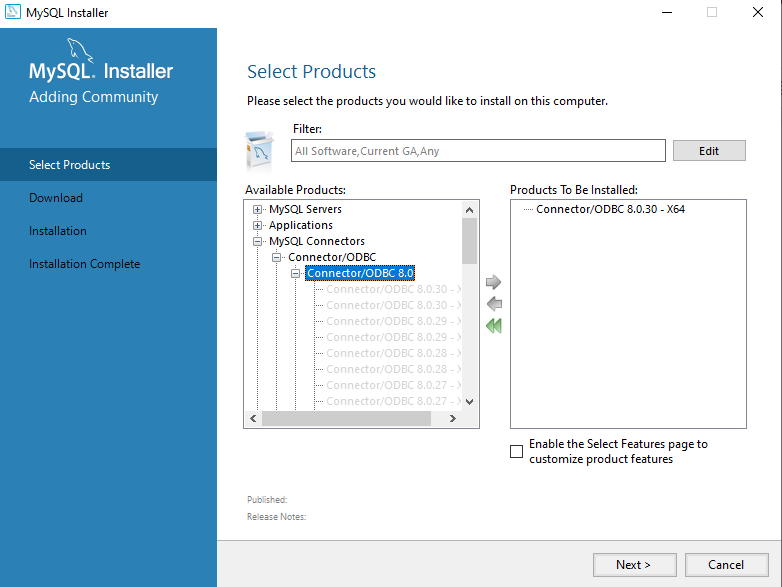 MySQL Installer
MySQL. Installer
Adding Community
Select Products
Download
Installation
Installation Complete
Select Products
Please select the products you would like to install on this computer.
Filter:
All Software,Current GA,Any
Edit
Available Products:
MySQL Servers
Applications
MySQL Connectors
Connector/ODBC
Connector/ODBC 8.0
Connector/ODBC 8.0.30 - X
Connector/ODBC 8.0.30 - X
Connector/ODBC 8.0.29 - X
Connector/ODBC 8.0.29 - X
Connector/ODBC 8.0.28 - X
Connector/ODBC 8.0.28 - X
Connector/ODBC 8.0.27 - X
Connector/ODBC 8.0.27 - X
Products To Be Installed:
Connector/ODBC 8.0.30 - X64
Enable the Select Features page to
customize product features
Published:
Release Notes:
Next >
Cancel